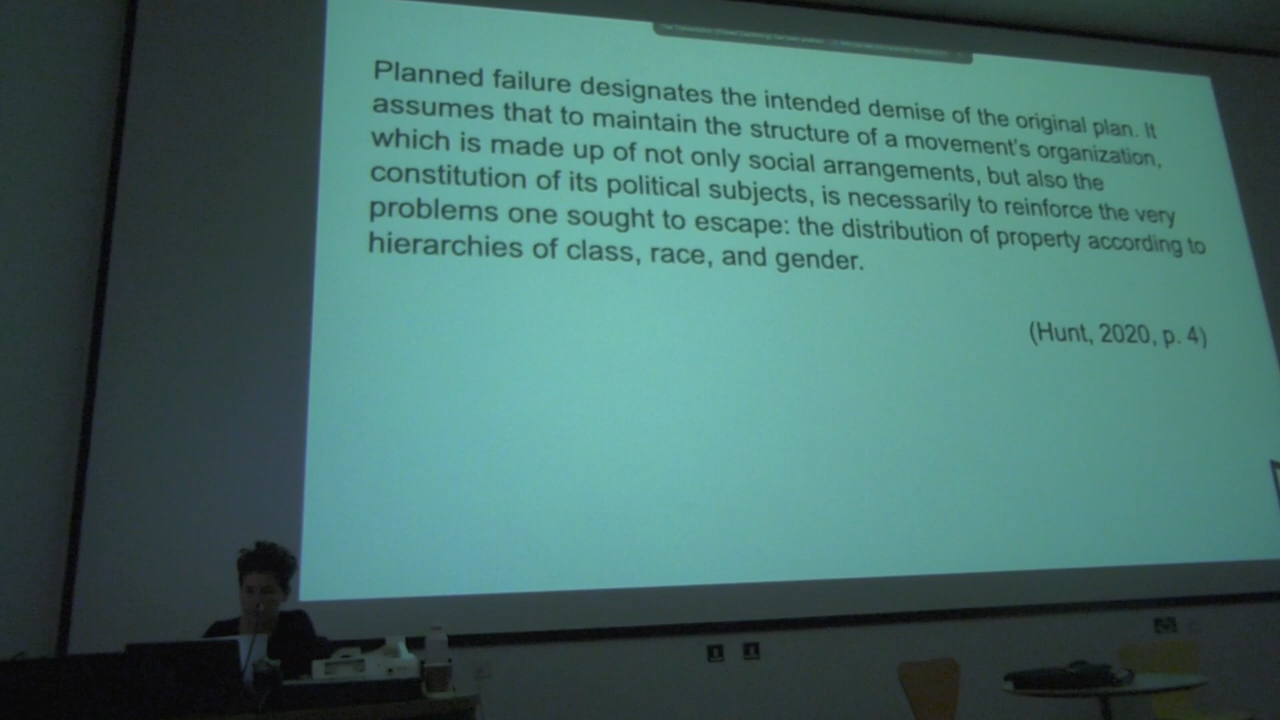 Planned failure designates the intended demise of the original plan. It
assumes that to maintain the structure of a movement's organization,
which is made up of not only social arrangements, but also the
constitution of its political subjects, is necessarily to reinforce the very
problems one sought to escape: the distribution of property according to
hierarchies of class, race, and gender.
(Hunt, 2020, p. 4)